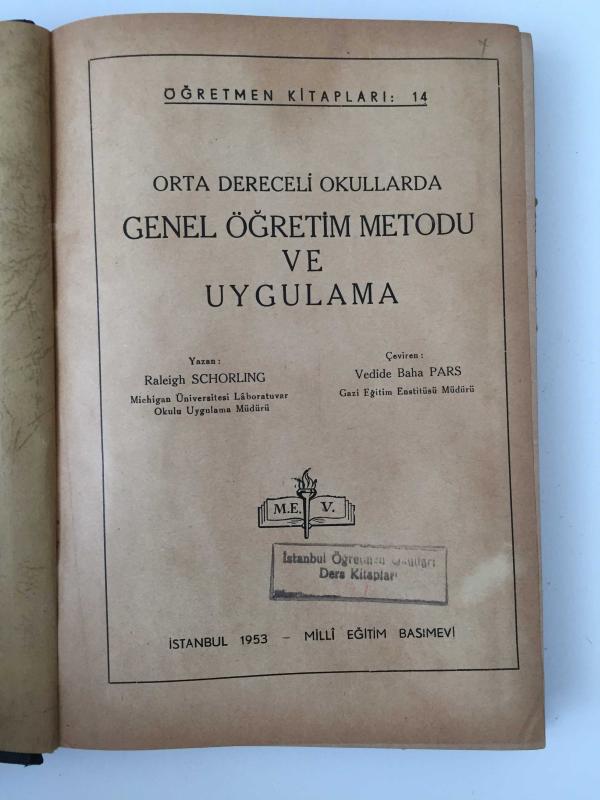 ÖĞRETMEN KİTAPLARI: 14
ORTA DERECELİ OKULLARDA
GENEL ÖĞRETİM METODU
VE
UYGULAMA
Yazan :
Raleigh SCHORLING
Michigan Üniversitesi Lâboratuvar
Okulu Uygulama Müdürü
Çeviren :
Vedide Baha PARS
Gazi Eğitim Enstitüsü Müdürü
M.E. V.
İstanbul Öğretmen Okulları
Ders Kitapları
İSTANBUL 1953 – MİLLÎ EĞİTİM BASIMEVİ